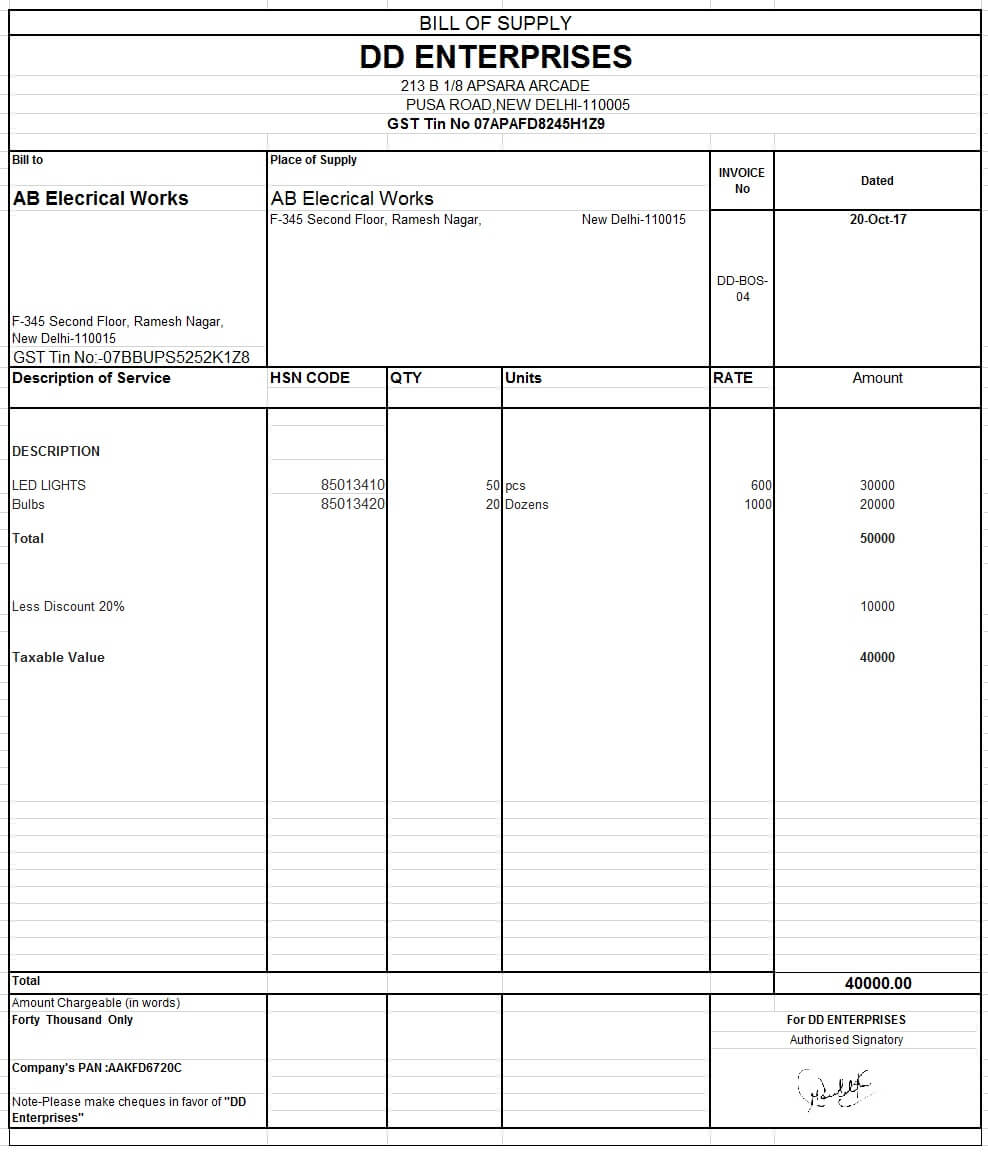 BILL OF SUPPLY
DD ENTERPRISES
213 B 1/8 APSARA ARCADE
PUSA ROAD,NEW DELHI-110005
GST Tin No 07APAFD8245H1Z9
Bill to
AB Elecrical Works
F-345 Second Floor, Ramesh Nagar,
New Delhi-110015
GST Tin No:-07BBUPS5252K1Z8
Place of Supply
AB Elecrical Works
F-345 Second Floor, Ramesh Nagar, New Delhi-110015
INVOICE
No
DD-BOS-
04
Dated
20-Oct-17
Description of Service HSN CODE QTY Units RATE Amount
DESCRIPTION
LED LIGHTS 85013410 50 pcs 600 30000
Bulbs 85013420 20 Dozens 1000 20000
Total 50000
Less Discount 20% 10000
Taxable Value 40000
Total 40000.00
Amount Chargeable (in words)
Forty Thousand Only
Company's PAN :AAKFD6720C
Note-Please make cheques in favor of "DD
Enterprises"
For DD ENTERPRISES
Authorised Signatory